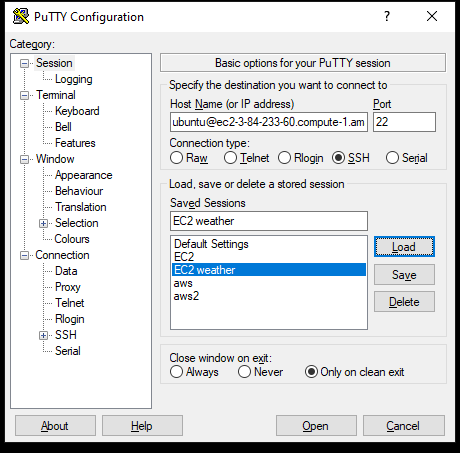 PuTTY Configuration
Category:
Session
Logging
Terminal
Keyboard
Bell
Features
Window
Appearance
Behaviour
Translation
Selection
Colours
Connection
Data
Proxy
Telnet
Rlogin
SSH
Serial
Basic options for your PuTTY session
Specify the destination you want to connect to
Host Name (or IP address) Port
ubuntu@ec2-3-84-233-60.compute-1.am 22
Connection type:
Raw Telnet Rlogin SSH Serial
Load, save or delete a stored session
Saved Sessions
EC2 weather
Default Settings
EC2
EC2 weather
aws
aws2
Load
Save
Delete
Close window on exit:
Always Never Only on clean exit
About Help Open Cancel